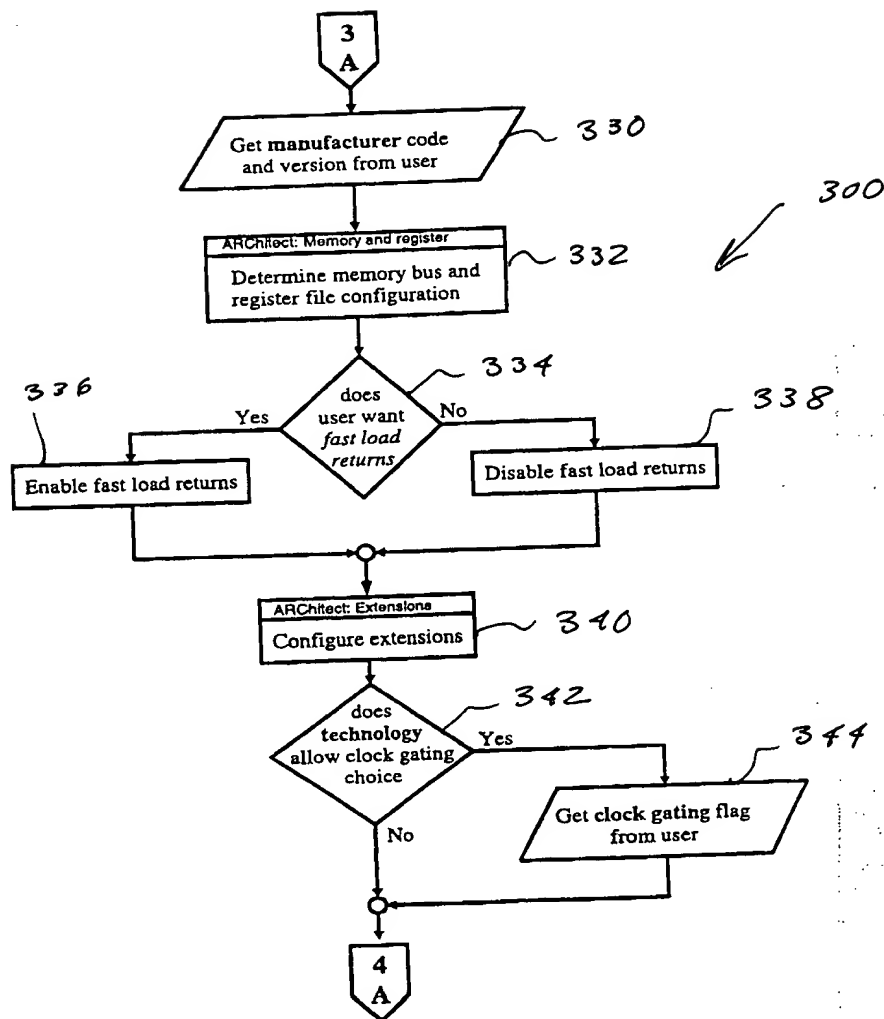 3
A
Get manufacturer code
and version from user
330
300
ARChitect: Memory and register
Determine memory bus and
register file configuration
332
334
336
does
user want
fast load
returns
Yes
No
338
Enable fast load returns
Disable fast load returns
ARChitect: Extensions
Configure extensions
340
342
does
technology
allow clock gating
choice
Yes
344
Get clock gating flag
from user
No
4
A